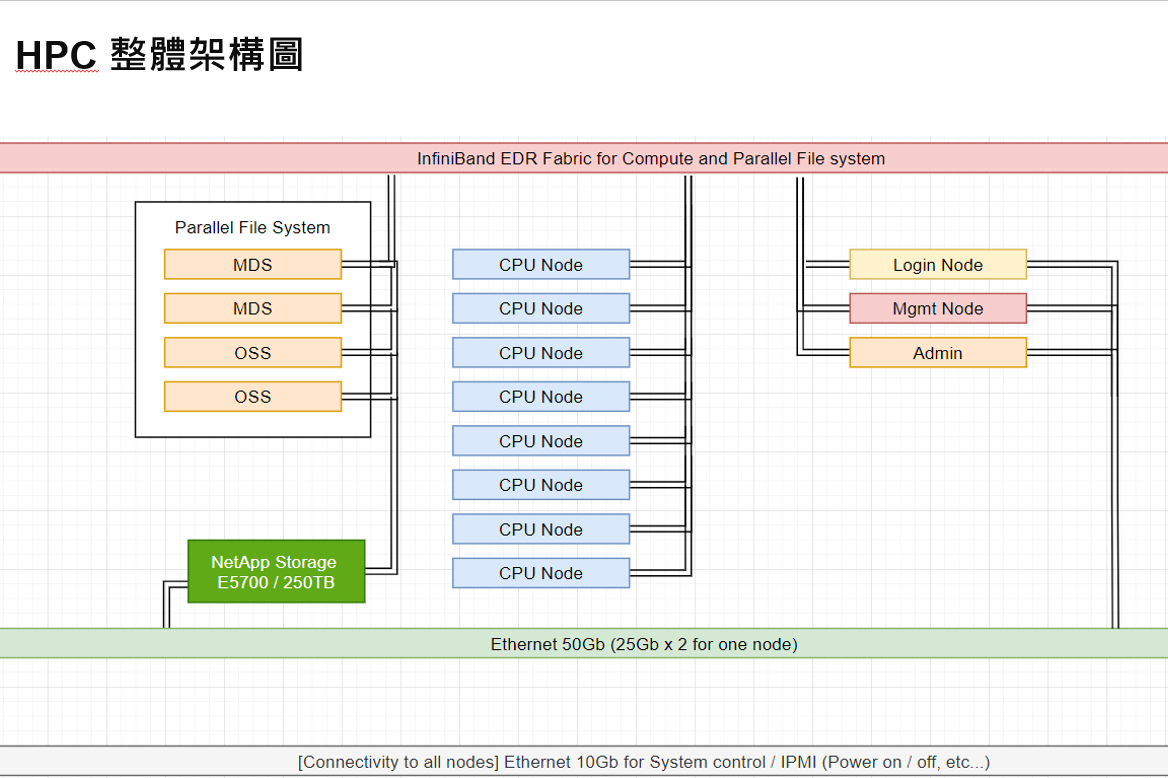 HPC 整體架構圖
InfiniBand EDR Fabric for Compute and Parallel File system
Parallel File System
MDS
MDS
OSS
OSS
NetApp Storage
E5700 / 250TB
CPU Node
CPU Node
CPU Node
CPU Node
CPU Node
CPU Node
CPU Node
CPU Node
Login Node
Mgmt Node
Admin
Ethernet 50Gb (25Gb x 2 for one node)
[Connectivity to all nodes] Ethernet 10Gb for System control / IPMI (Power on / off, etc...)